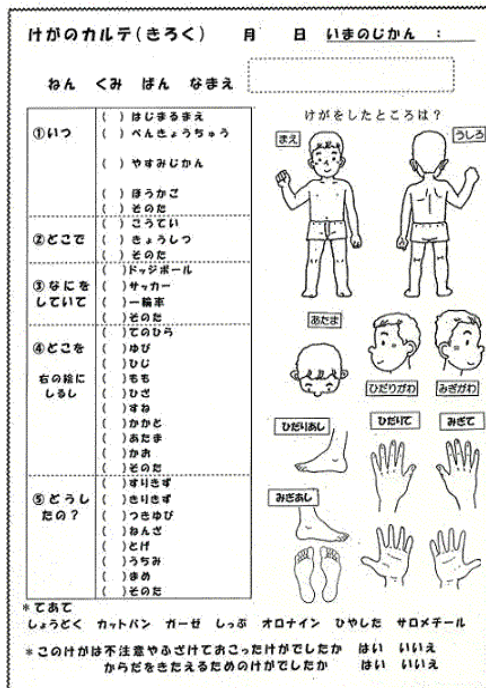 けがのカルテ(きろく) 月 日 いまのじかん :
ねん くみ ばん なまえ
①いつ
( )はじまるまえ
( )べんきょうちゅう
( )やすみじかん
( )ほうかご
( )そのた
②どこで
( )こうてい
( )きょうしつ
( )そのた
③なにを
していて
( )ドッジボール
( )サッカー
( )一輪車
( )そのた
④どこを
右の絵に
しるし
( )てのひら
( )ゆび
( )ひじ
( )もも
( )ひざ
( )すね
( )かかと
( )あたま
( )かお
( )そのた
⑤どうし
たの?
( )すりきず
( )きりきず
( )つきゆび
( )ねんざ
( )とげ
( )うちみ
( )まめ
( )そのた
けがをしたところは?
まえ
うしろ
あたま
ひだりがわ
みぎがわ
ひだりあし
ひだりて
みぎて
みぎあし
*てあて
しょうどく カットバン ガーゼ しっぷ オロナイン ひやした サロメチール
*このけがは不注意やふざけておこったけがでしたか はい いいえ
からだをきたえるためのけがでしたか はい いいえ